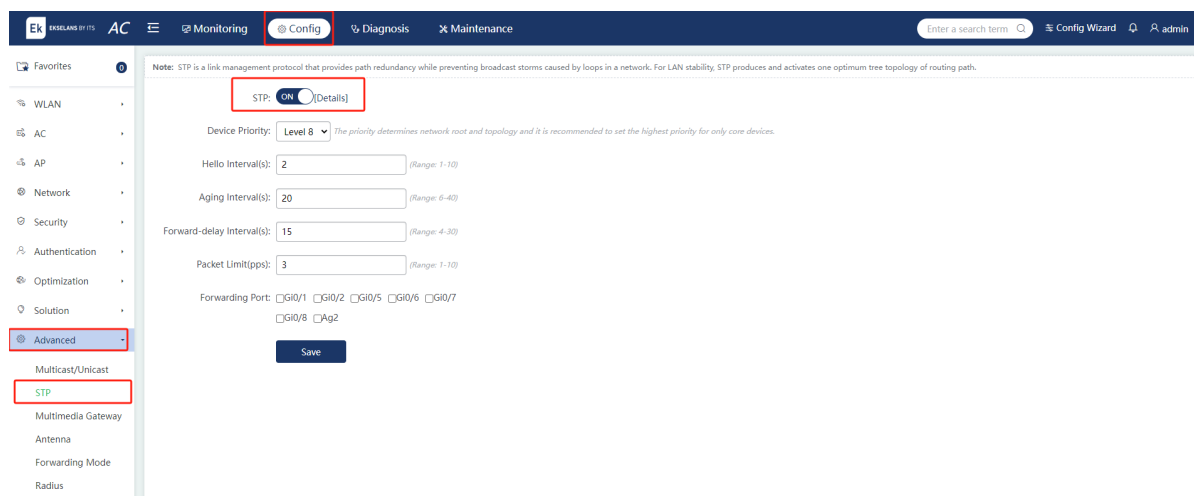 Ek EKSELANS BY ITS AC Monitoring Config Diagnosis Maintenance Enter a search term Config Wizard admin
Favorites 0
Note: STP is a link management protocol that provides path redundancy while preventing broadcast storms caused by loops in a network. For LAN stability, STP produces and activates one optimum tree topology of routing path.
WLAN
AC
AP
Network
Security
Authentication
Optimization
Solution
Advanced
Multicast/Unicast
STP
Multimedia Gateway
Antenna
Forwarding Mode
Radius
STP: ON [Details]
Device Priority: Level 8 The priority determines network root and topology and it is recommended to set the highest priority for only core devices.
Hello Interval(s): 2 (Range: 1-10)
Aging Interval(s): 20 (Range: 6-40)
Forward-delay Interval(s): 15 (Range: 4-30)
Packet Limit(pps): 3 (Range: 1-10)
Forwarding Port: Gi0/1 Gi0/2 Gi0/5 Gi0/6 Gi0/7
Gi0/8 Ag2
Save